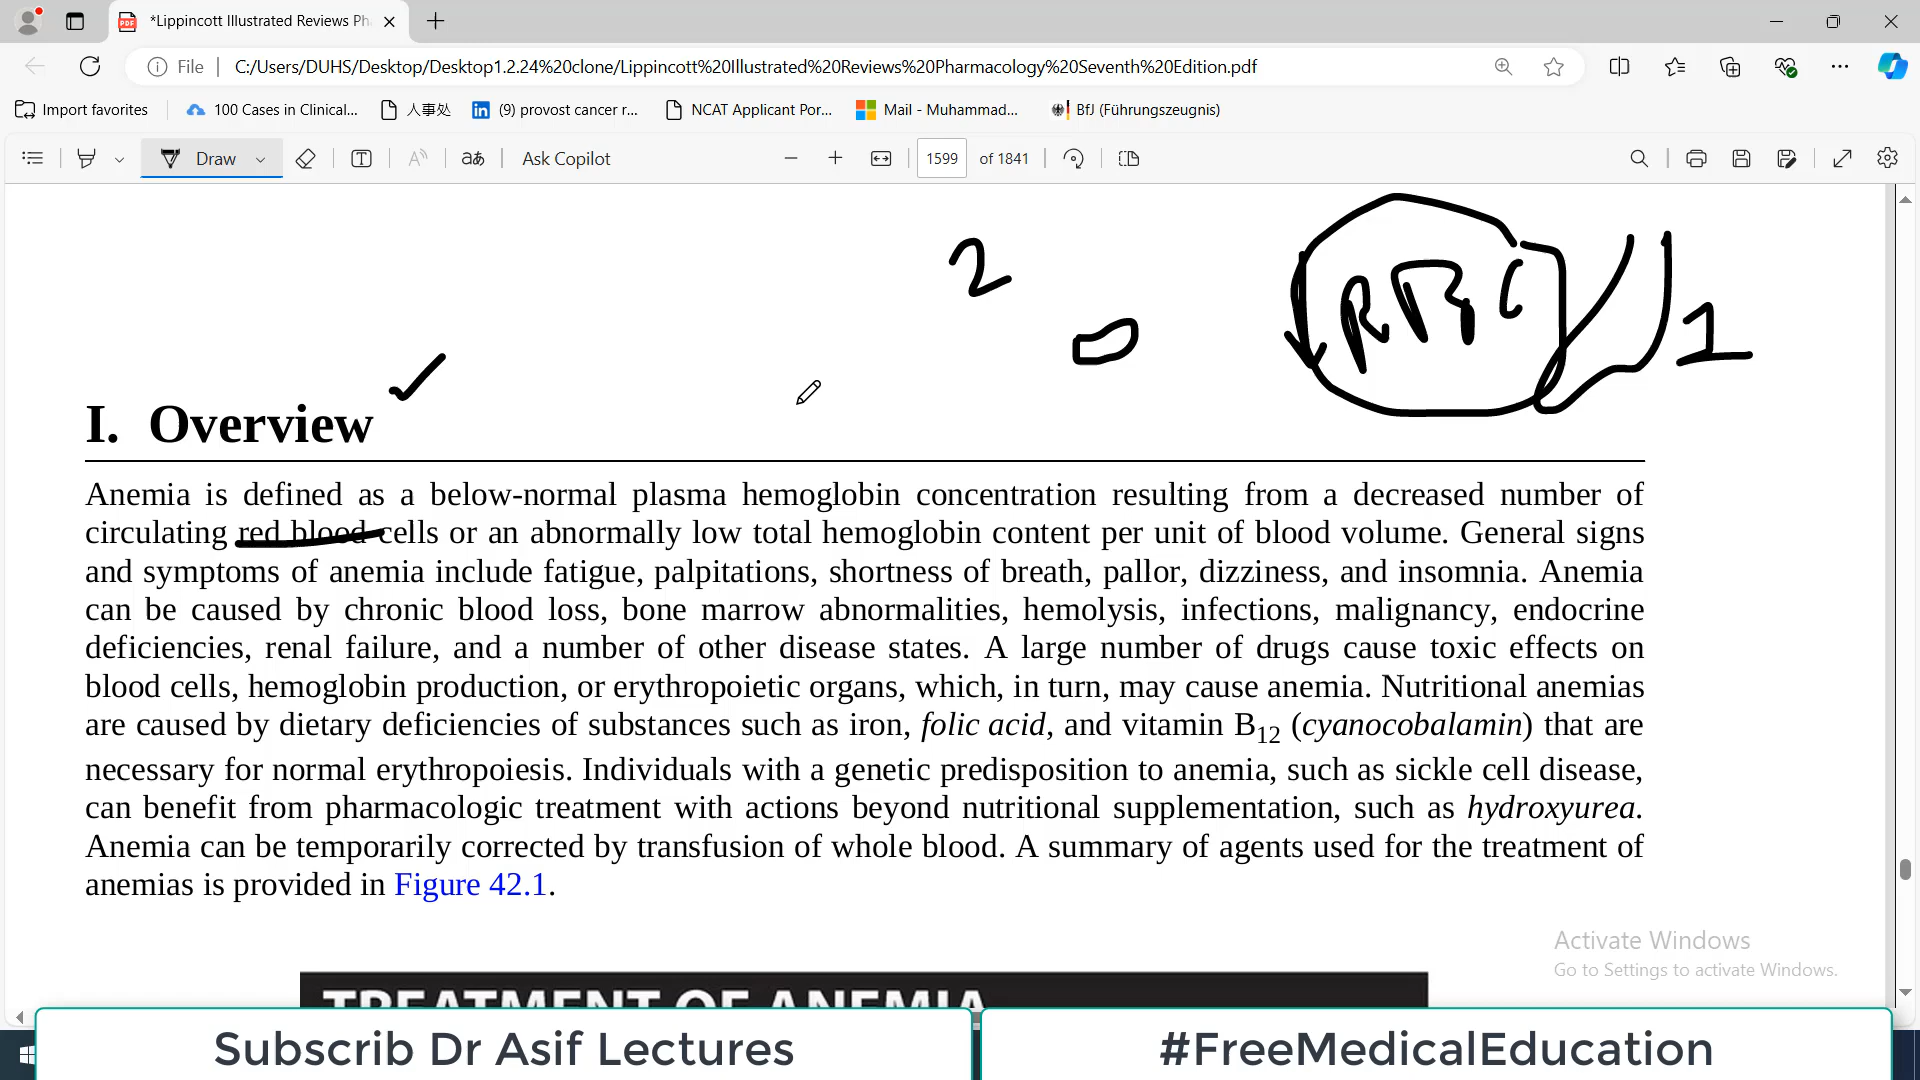 *Lippincott Illustrated Reviews Ph
File C:/Users/DUHS/Desktop/Desktop1.2.24%20clone/Lippincott%20Illustrated%20Reviews%20Pharmacology%20Seventh%20Edition.pdf
Import favorites 100 Cases in Clinical... 人事处 (9) provost cancer r... NCAT Applicant Por... Mail - Muhammad... BfJ (Führungszeugnis)
Draw Ask Copilot 1599 of 1841
2 RBC 1
I. Overview
Anemia is defined as a below-normal plasma hemoglobin concentration resulting from a decreased number of
circulating red blood cells or an abnormally low total hemoglobin content per unit of blood volume. General signs
and symptoms of anemia include fatigue, palpitations, shortness of breath, pallor, dizziness, and insomnia. Anemia
can be caused by chronic blood loss, bone marrow abnormalities, hemolysis, infections, malignancy, endocrine
deficiencies, renal failure, and a number of other disease states. A large number of drugs cause toxic effects on
blood cells, hemoglobin production, or erythropoietic organs, which, in turn, may cause anemia. Nutritional anemias
are caused by dietary deficiencies of substances such as iron, folic acid, and vitamin B12 (cyanocobalamin) that are
necessary for normal erythropoiesis. Individuals with a genetic predisposition to anemia, such as sickle cell disease,
can benefit from pharmacologic treatment with actions beyond nutritional supplementation, such as hydroxyurea.
Anemia can be temporarily corrected by transfusion of whole blood. A summary of agents used for the treatment of
anemias is provided in Figure 42.1.
Activate Windows
Go to Settings to activate Windows.
TREATMENT OF ANEMIA
Subscrib Dr Asif Lectures #FreeMedicalEducation